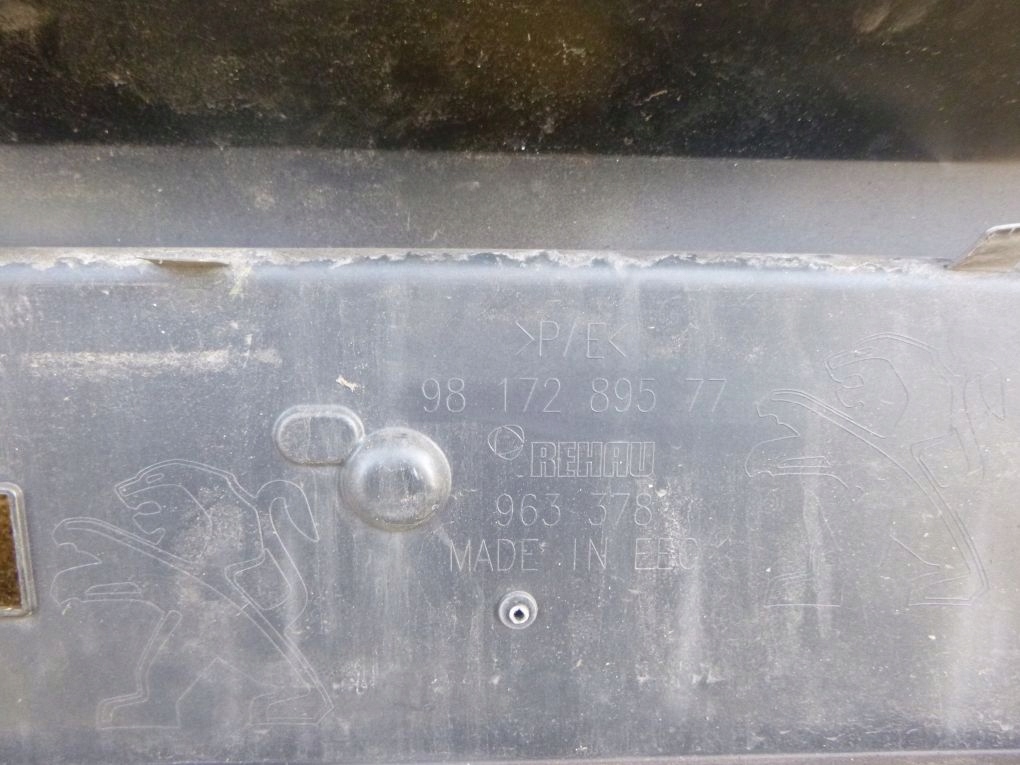 >P/E<
98 172 895 77
REHAU
963 378
MADE IN EEC